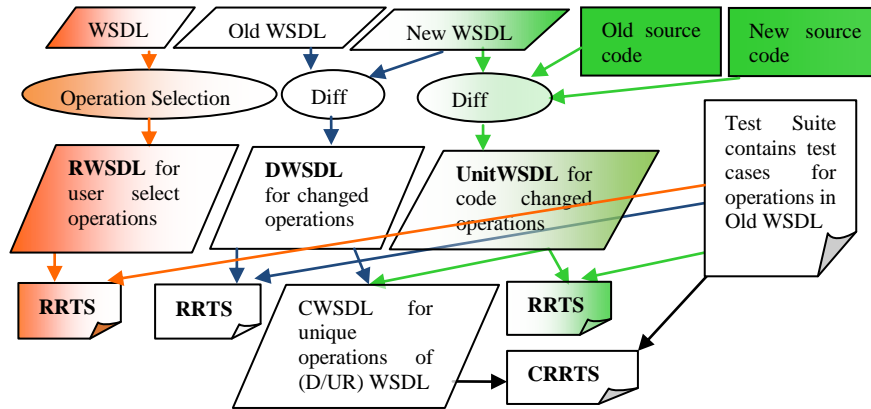 WSDL
Old WSDL
New WSDL
Old source
code
New source
code
Operation Selection
Diff
Diff
Test Suite
contains test
cases for
operations in
Old WSDL
RWSDL for
user select
operations
DWSDL
for changed
operations
UnitWSDL for
code changed
operations
RRTS
RRTS
CWSDL for
unique
operations of
(D/UR) WSDL
RRTS
CRRTS